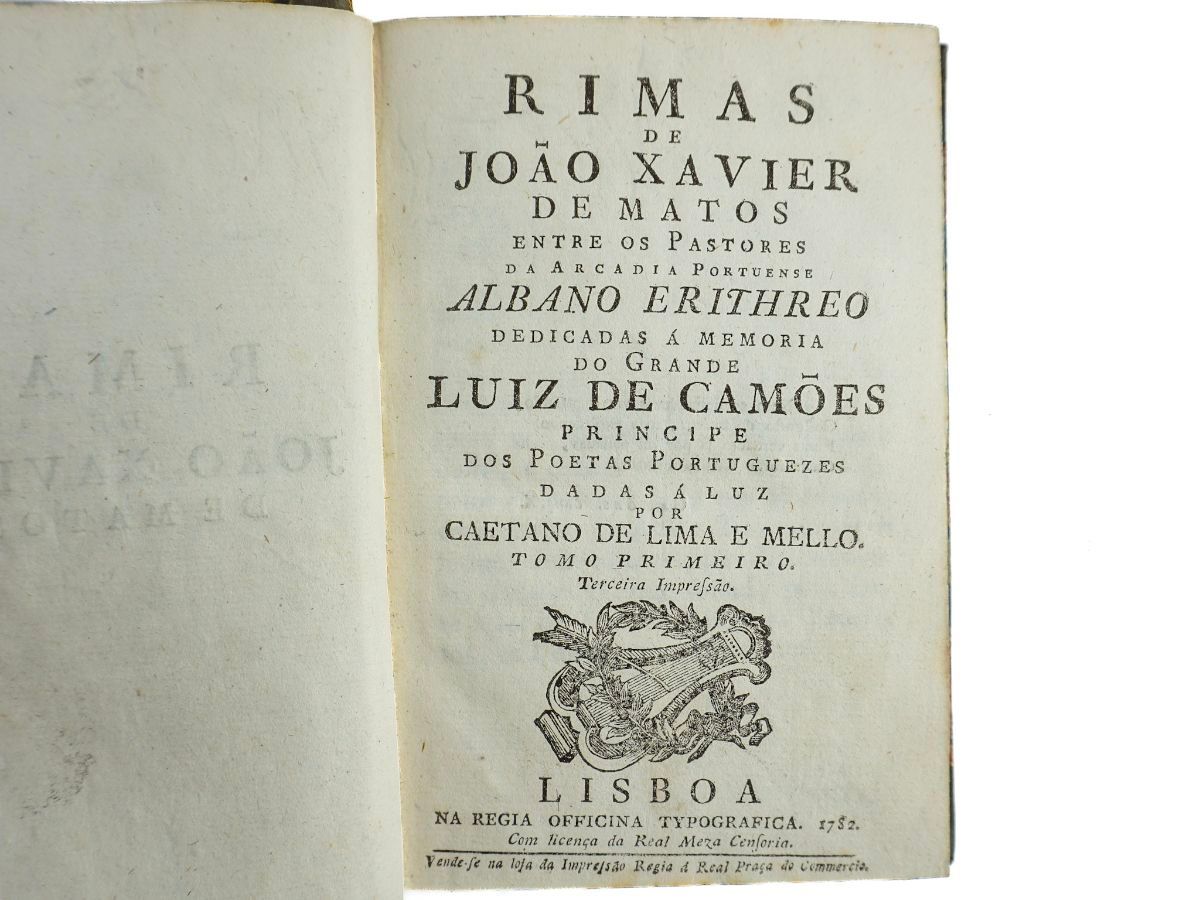 RIMAS
DE
JOÃO XAVIER
DE MATOS
ENTRE OS PASTORES
DA ARCADIA PORTUENSE
ALBANO ERITHREO
DEDICADAS Á MEMORIA
DO GRANDE
LUIZ DE CAMÕES
PRINCIPE
DOS POETAS PORTUGUEZES
DADAS Á LUZ
POR
CAETANO DE LIMA E MELLO.
TOMO PRIMEIRO.
Terceira Impreſsão.
LISBOA
NA REGIA OFFICINA TYPOGRAFICA. 1782.
Com licença da Real Meza Cenſoria.
Vende-ſe na loja da Impreſsão Regia á Real Praça do Commercio.